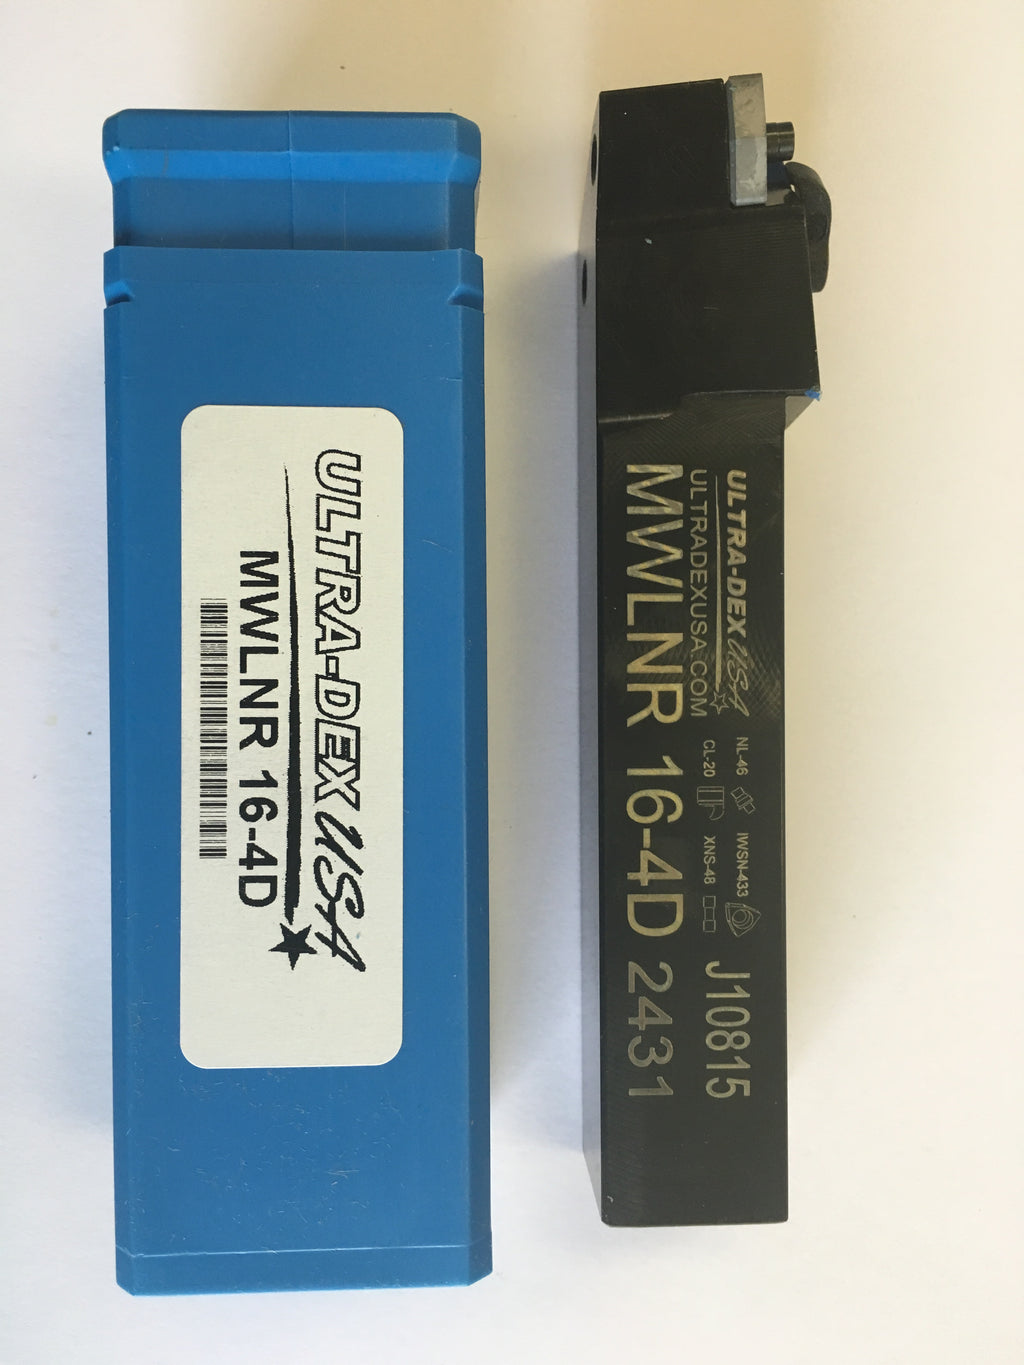 ULTRA-DEX USA
MWLNR 16-4D
ULTRA-DEX USA
ULTRADEXUSA.COM
MWLNR 16-4D 2431
NL-46
IWSN-433
CL-20
XNS-48
J10815